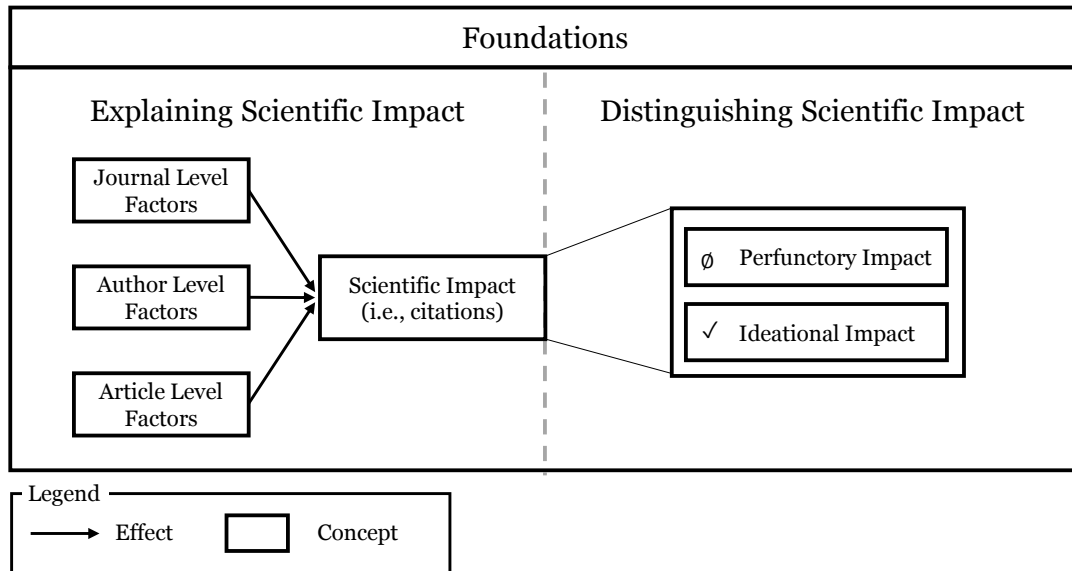 Foundations
Explaining Scientific Impact
Distinguishing Scientific Impact
Journal Level
Factors
Author Level
Factors
Article Level
Factors
Scientific Impact
(i.e., citations)
ø Perfunctory Impact
✓ Ideational Impact
Legend
Effect
Concept